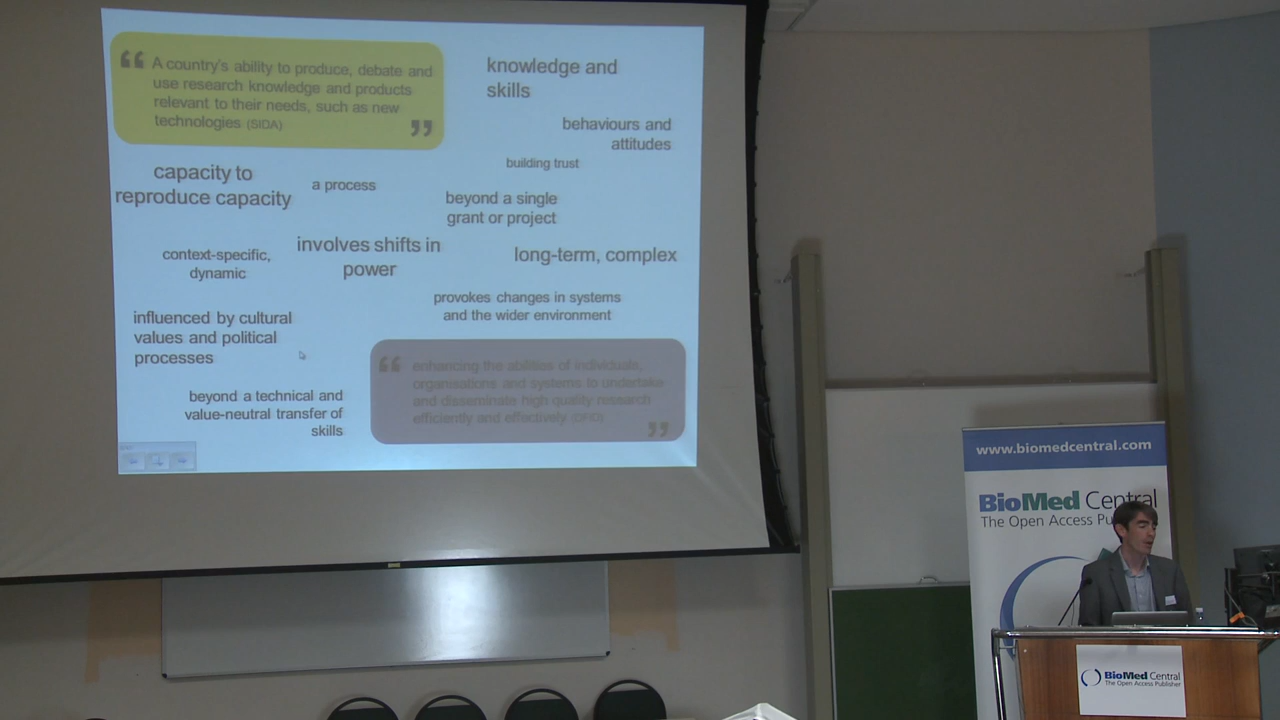 “ A country's ability to produce, debate and
use research knowledge and products
relevant to their needs, such as new
technologies (SIDA) ”
knowledge and
skills
behaviours and
attitudes
building trust
capacity to
reproduce capacity
a process
beyond a single
grant or project
context-specific,
dynamic
involves shifts in
power
long-term, complex
provokes changes in systems
and the wider environment
influenced by cultural
values and political
processes
“ enhancing the abilities of individuals,
organisations and systems to undertake
and disseminate high quality research
efficiently and effectively (DFID) ”
beyond a technical and
value-neutral transfer of
skills
www.biomedcentral.com
BioMed Central
The Open Access Pu
BioMed Central
The Open Access Publisher